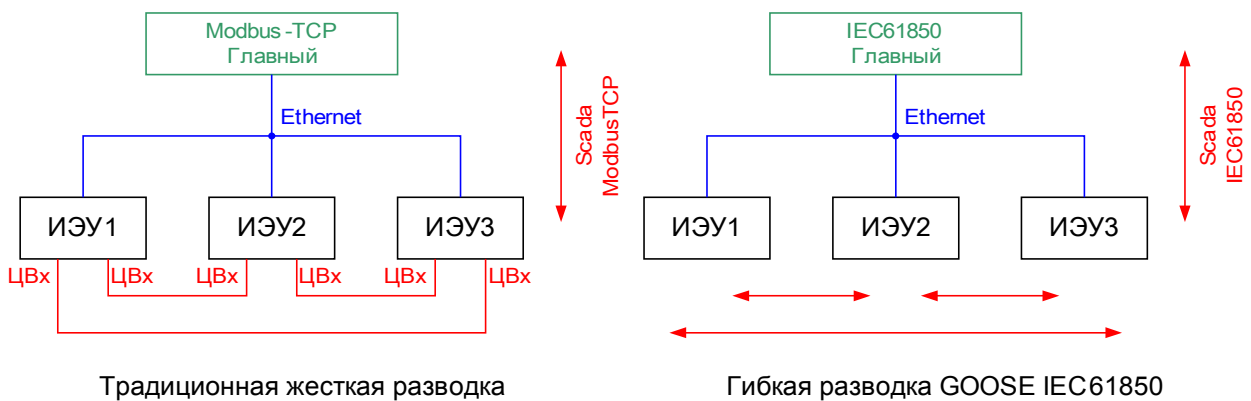 Modbus-TCP
Главный
Ethernet
Scada
ModbusTCP
ИЭУ1
ИЭУ2
ИЭУ3
ЦВх
ЦВх
ЦВх
ЦВх
ЦВх
ЦВх
Традиционная жесткая разводка
IEC61850
Главный
Ethernet
Scada
IEC61850
ИЭУ1
ИЭУ2
ИЭУ3
Гибкая разводка GOOSE IEC61850